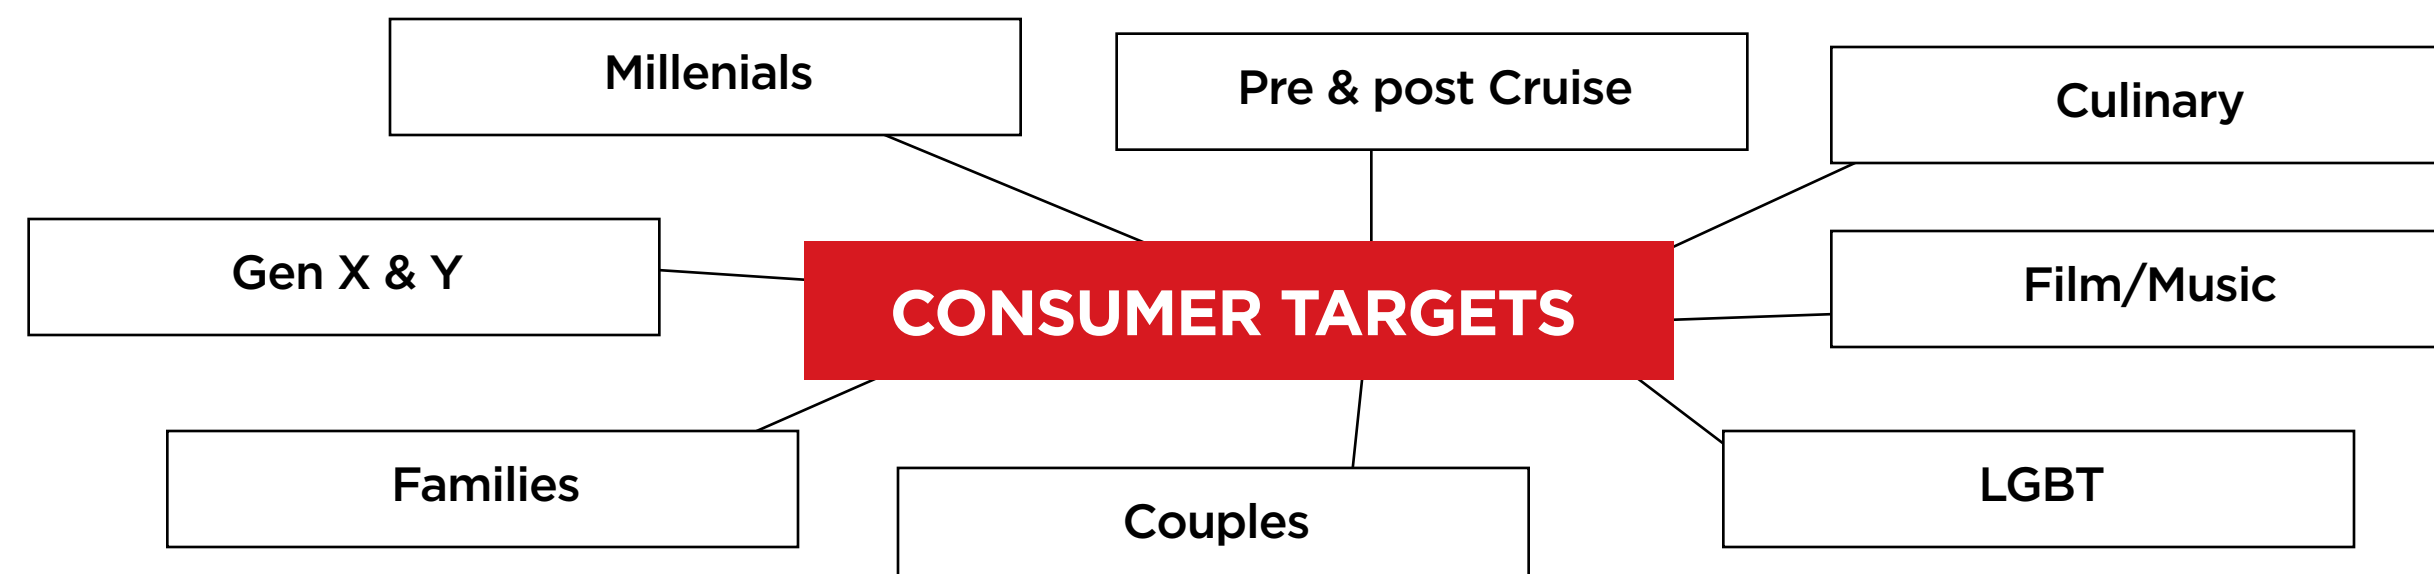 Millenials
Pre & post Cruise
Culinary
Gen X & Y
Film/Music
CONSUMER TARGETS
Families
LGBT
Couples